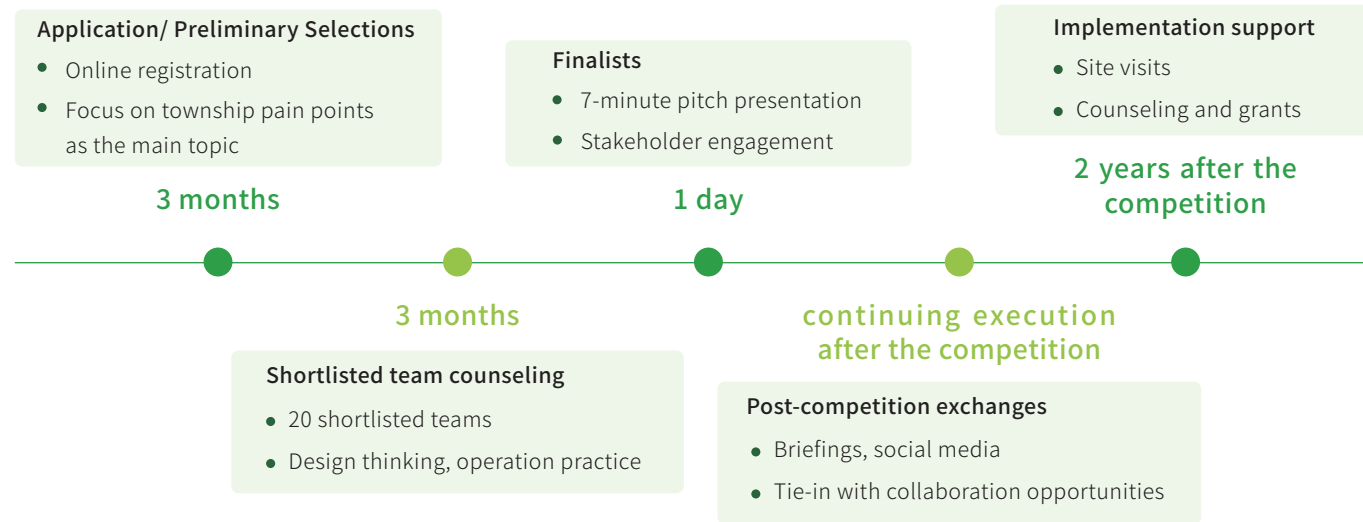 Application/ Preliminary Selections
• Online registration
• Focus on township pain points
as the main topic
3 months
3 months
Shortlisted team counseling
• 20 shortlisted teams
• Design thinking, operation practice
Finalists
• 7-minute pitch presentation
• Stakeholder engagement
1 day
continuing execution
after the competition
Post-competition exchanges
• Briefings, social media
• Tie-in with collaboration opportunities
Implementation support
• Site visits
• Counseling and grants
2 years after the
competition